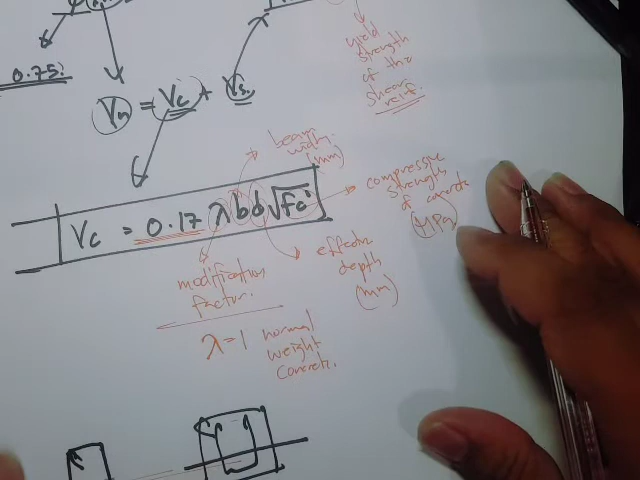 0.75!
yield
strength
of the
shear
reif.
Vn = Vc + Vs
beam
width
(mm)
Vc = 0.17 λbd√fc'
compressive
strength
of concrete
(MPa)
effective
depth
(mm)
modification
factor.
λ=1 normal
weight
concrete.